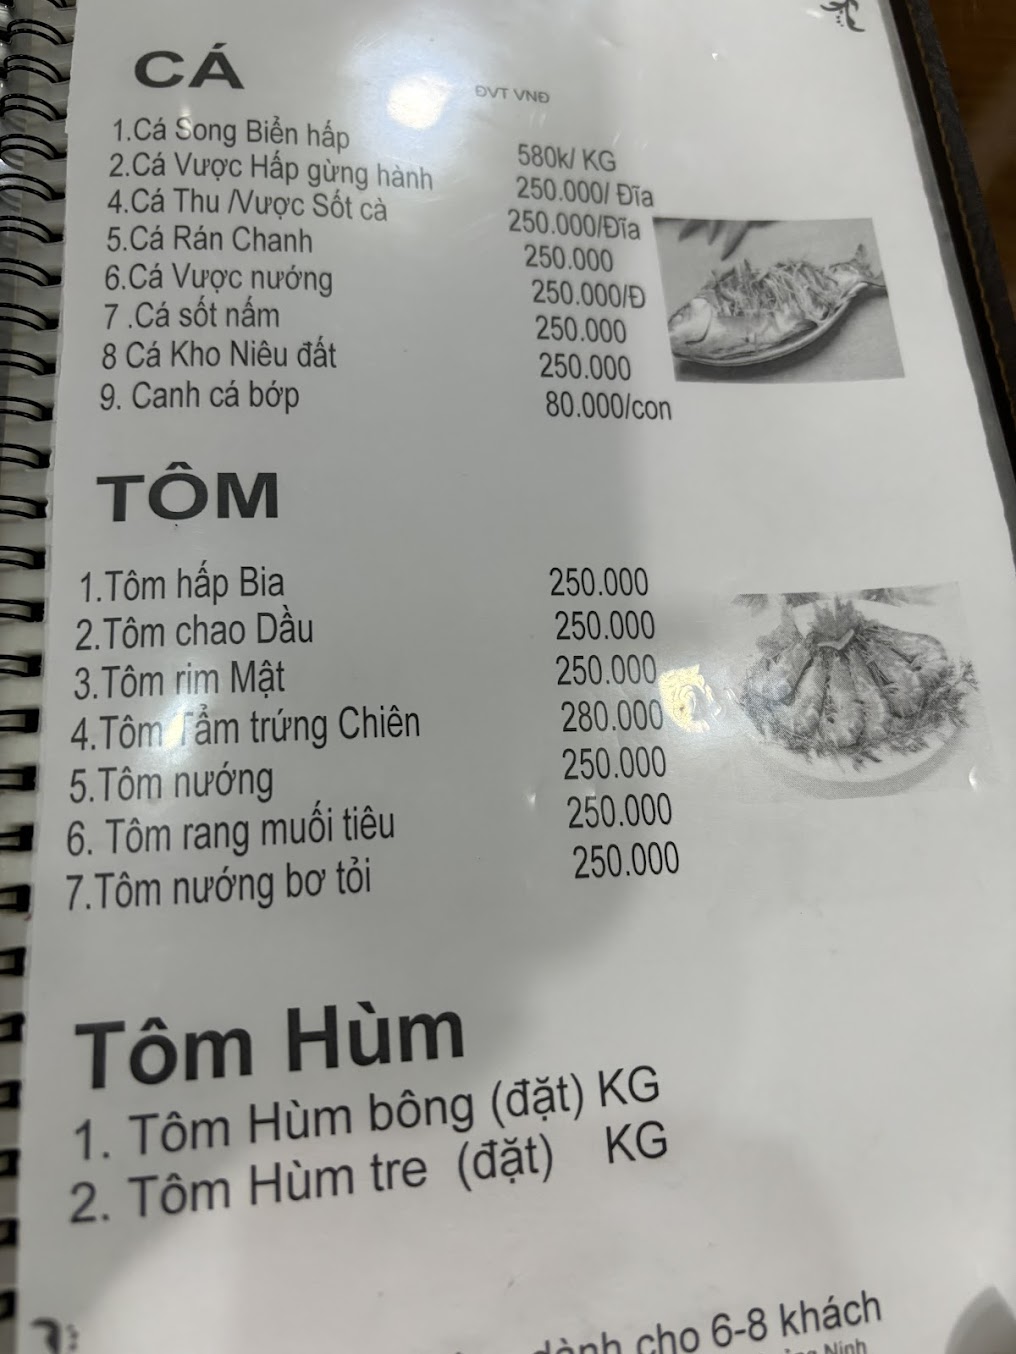 CÁ
ĐVT VNĐ
1.Cá Song Biển hấp 580k/ KG
2.Cá Vược Hấp gừng hành 250.000/ Đĩa
4.Cá Thu /Vược Sốt cà 250.000/Đĩa
5.Cá Rán Chanh 250.000
6.Cá Vược nướng 250.000/Đ
7 .Cá sốt nấm 250.000
8 Cá Kho Niêu đất 250.000
9. Canh cá bớp 80.000/con
TÔM
1.Tôm hấp Bia 250.000
2.Tôm chao Dầu 250.000
3.Tôm rim Mật 250.000
4.Tôm Tẩm trứng Chiên 280.000
5.Tôm nướng 250.000
6. Tôm rang muối tiêu 250.000
7.Tôm nướng bơ tỏi 250.000
Tôm Hùm
1. Tôm Hùm bông (đặt) KG
2. Tôm Hùm tre (đặt) KG
dành cho 6-8 khách
Ninh